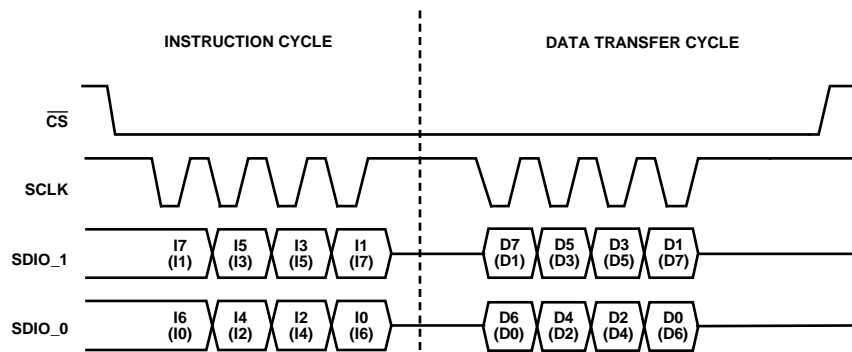 INSTRUCTION CYCLE DATA TRANSFER CYCLE
CS
SCLK
SDIO_1 I7 I5 I3 I1 D7 D5 D3 D1
(I1) (I3) (I5) (I7) (D1) (D3) (D5) (D7)
SDIO_0 I6 I4 I2 I0 D6 D4 D2 D0
(I0) (I2) (I4) (I6) (D0) (D2) (D4) (D6)